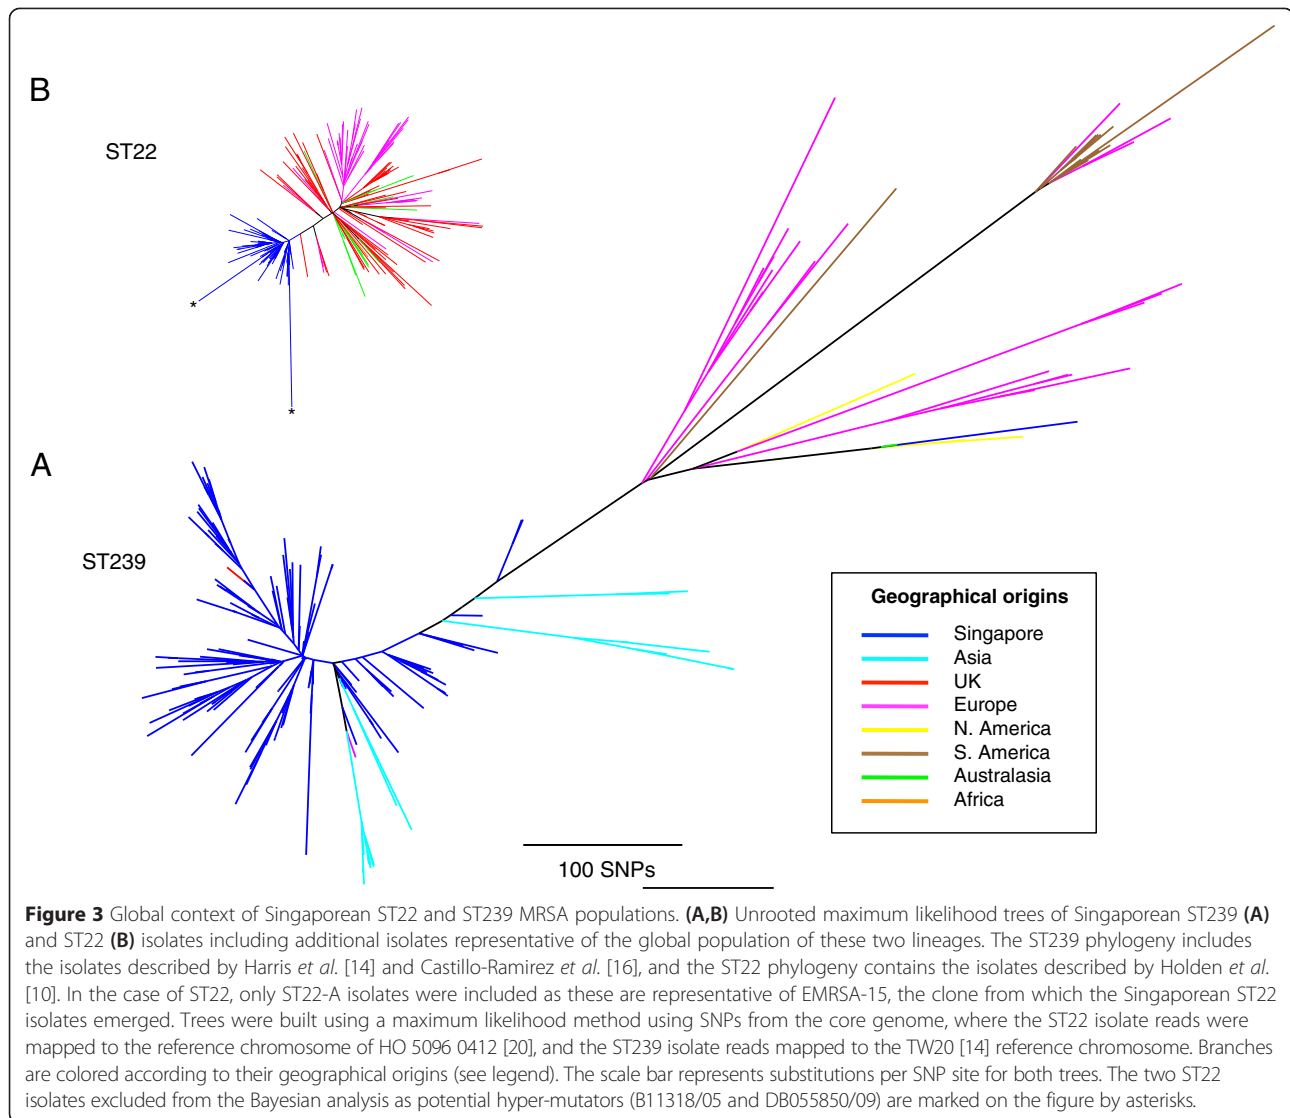 B
ST22
*
*
A
ST239
Geographical origins
Singapore
Asia
UK
Europe
N. America
S. America
Australasia
Africa
100 SNPs
Figure 3 Global context of Singaporean ST22 and ST239 MRSA populations. (A,B) Unrooted maximum likelihood trees of Singaporean ST239 (A)
and ST22 (B) isolates including additional isolates representative of the global population of these two lineages. The ST239 phylogeny includes
the isolates described by Harris et al. [14] and Castillo-Ramirez et al. [16], and the ST22 phylogeny contains the isolates described by Holden et al.
[10]. In the case of ST22, only ST22-A isolates were included as these are representative of EMRSA-15, the clone from which the Singaporean ST22
isolates emerged. Trees were built using a maximum likelihood method using SNPs from the core genome, where the ST22 isolate reads were
mapped to the reference chromosome of HO 5096 0412 [20], and the ST239 isolate reads mapped to the TW20 [14] reference chromosome. Branches
are colored according to their geographical origins (see legend). The scale bar represents substitutions per SNP site for both trees. The two ST22
isolates excluded from the Bayesian analysis as potential hyper-mutators (B11318/05 and DB055850/09) are marked on the figure by asterisks.